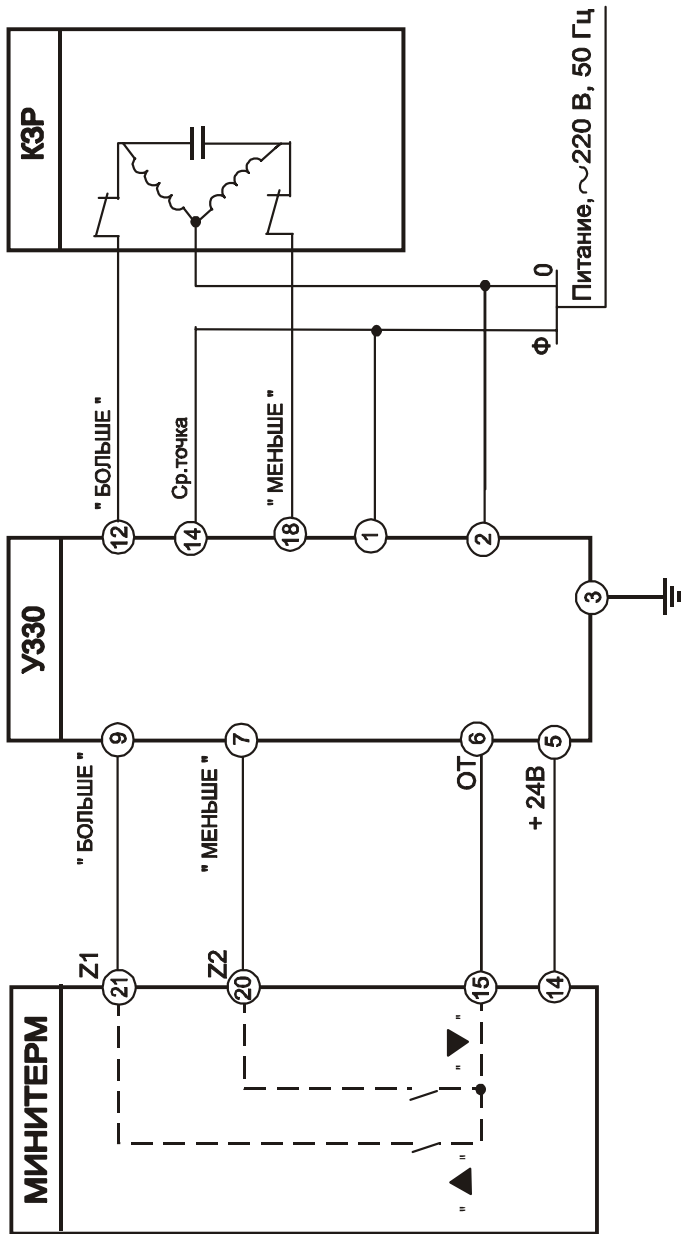 МИНИТЕРМ
У330
КЗР
Z1
" БОЛЬШЕ "
" БОЛЬШЕ "
21
9
12
Ср.точка
14
Z2
" МЕНЬШЕ "
20
7
" МЕНЬШЕ "
18
1
" ▲ "
" ▼ "
15
ОТ
6
2
+ 24В
14
5
Ф
0
3
Питание, ~220 В, 50 Гц